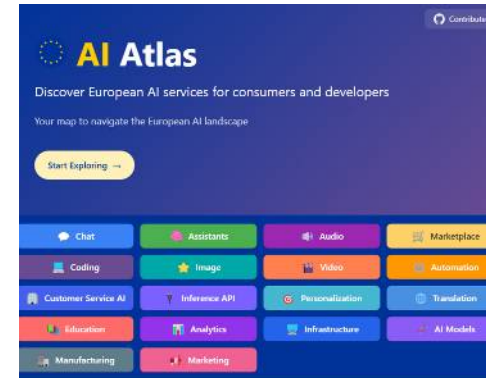 Contribute
AI Atlas
Discover European AI services for consumers and developers
Your map to navigate the European AI landscape
Start Exploring →
Chat
Assistants
Audio
Marketplace
Coding
Image
Video
Automation
Customer Service AI
Inference API
Personalization
Translation
Education
Analytics
Infrastructure
AI Models
Manufacturing
Marketing